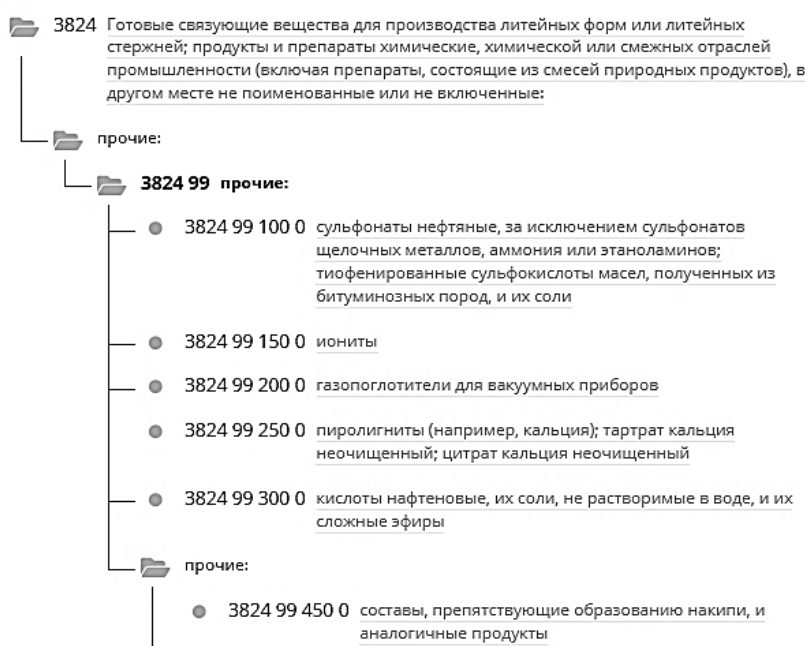 3824 Готовые связующие вещества для производства литейных форм или литейных
стержней; продукты и препараты химические, химической или смежных отраслей
промышленности (включая препараты, состоящие из смесей природных продуктов), в
другом месте не поименованные или не включенные:
прочие:
3824 99 прочие:
3824 99 100 0 сульфонаты нефтяные, за исключением сульфонатов
щелочных металлов, аммония или этаноламинов;
тиофенированные сульфокислоты масел, полученных из
битуминозных пород, и их соли
3824 99 150 0 иониты
3824 99 200 0 газопоглотители для вакуумных приборов
3824 99 250 0 пиролигниты (например, кальция); тартрат кальция
неочищенный; цитрат кальция неочищенный
3824 99 300 0 кислоты нафтеновые, их соли, не растворимые в воде, и их
сложные эфиры
прочие:
3824 99 450 0 составы, препятствующие образованию накипи, и
аналогичные продукты